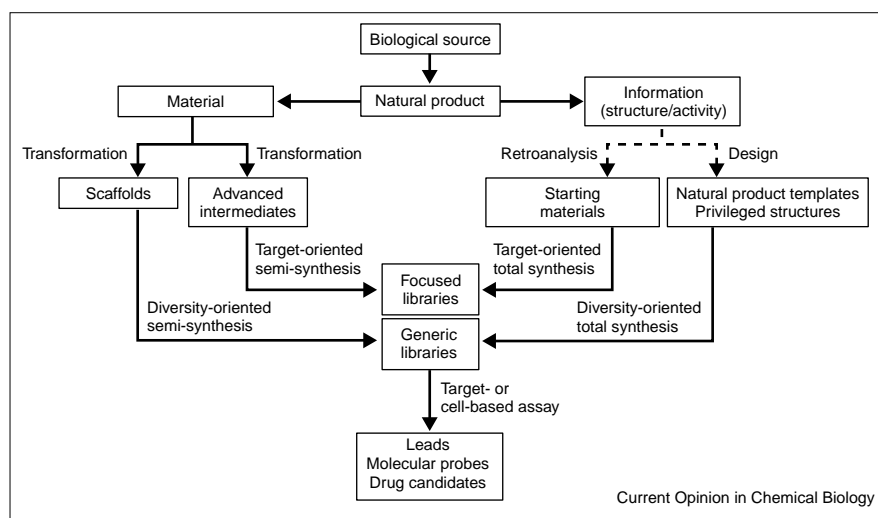 Biological source
Material
Natural product
Information
(structure/activity)
Transformation
Transformation
Retroanalysis
Design
Scaffolds
Advanced
intermediates
Starting
materials
Natural product templates
Privileged structures
Target-oriented
semi-synthesis
Target-oriented
total synthesis
Focused
libraries
Diversity-oriented
semi-synthesis
Diversity-oriented
total synthesis
Generic
libraries
Target- or
cell-based assay
Leads
Molecular probes
Drug candidates
Current Opinion in Chemical Biology